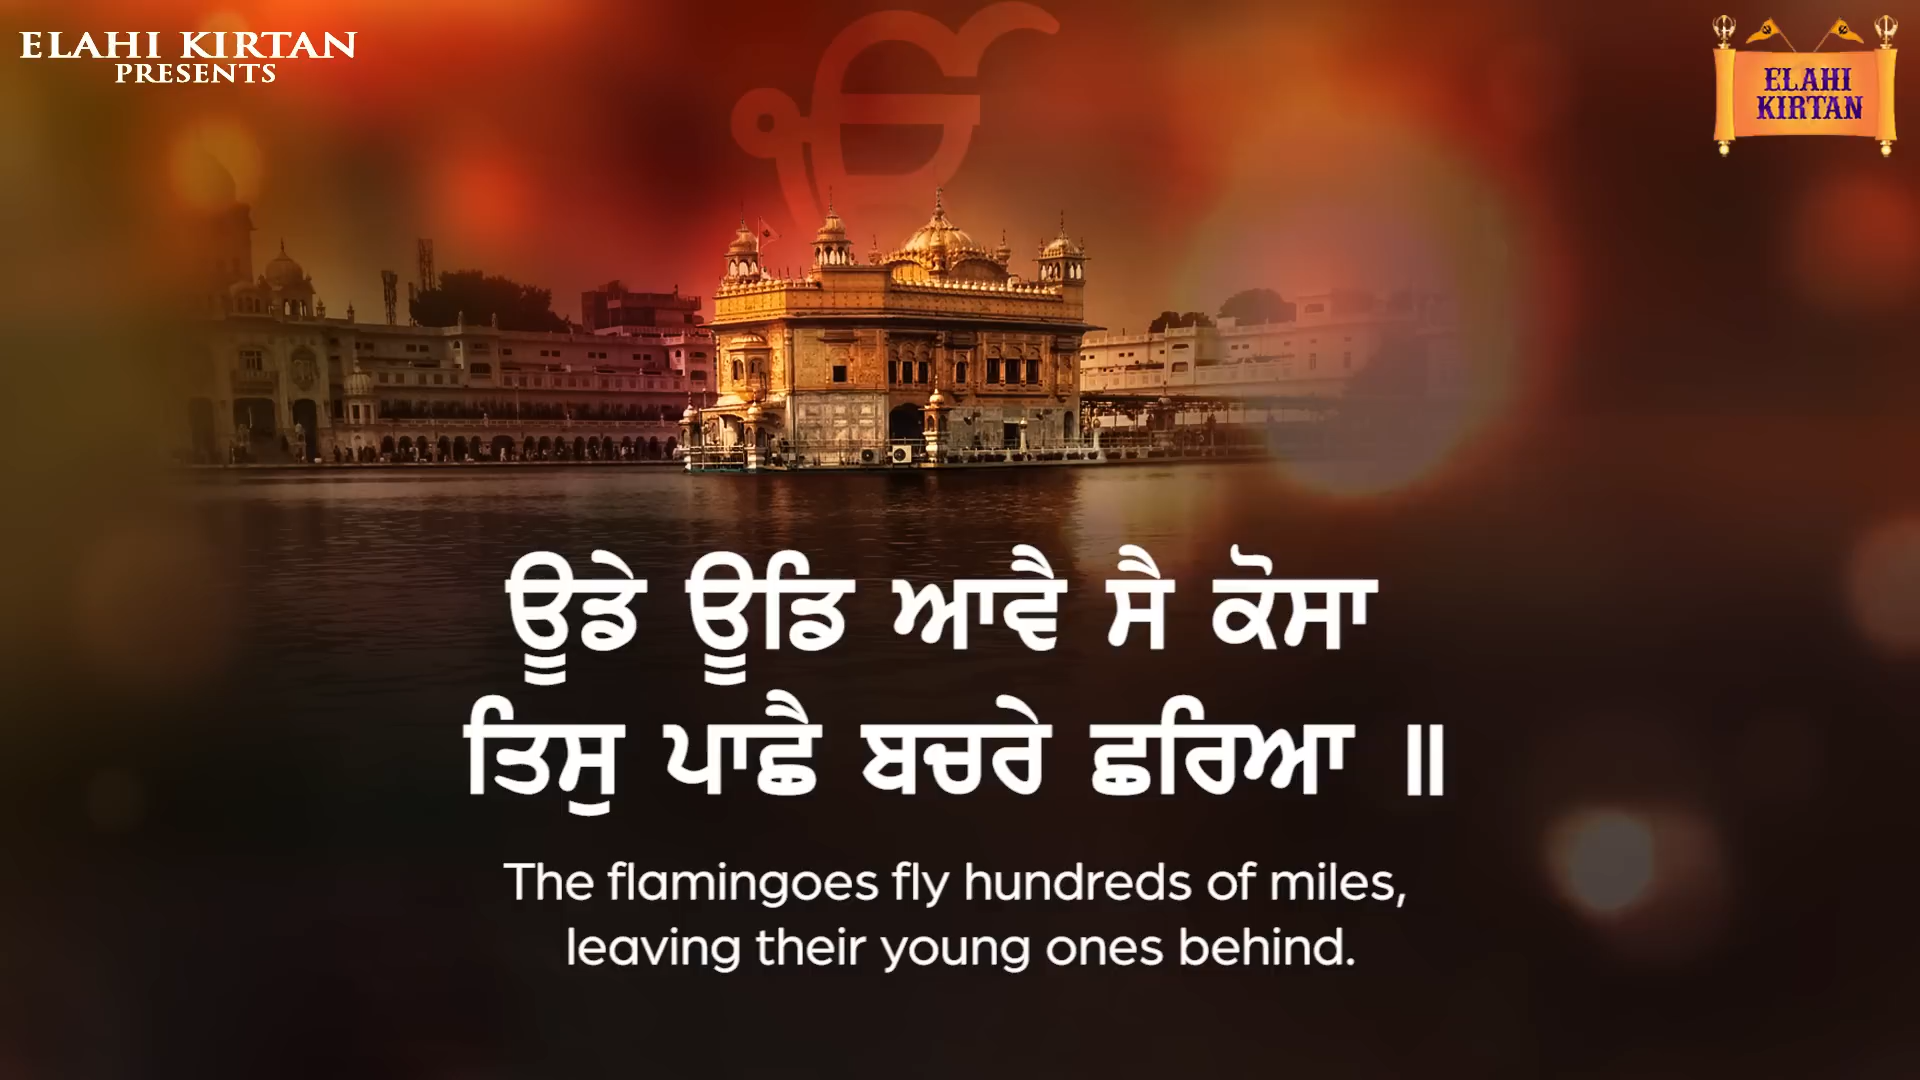 ELAHI KIRTAN
PRESENTS
ELAHI
KIRTAN
ਊਡੇ ਊਡਿ ਆਵੈ ਸੈ ਕੋਸਾ
ਤਿਸੁ ਪਾਛੈ ਬਚਰੇ ਛਰਿਆ ॥
The flamingoes fly hundreds of miles,
leaving their young ones behind.